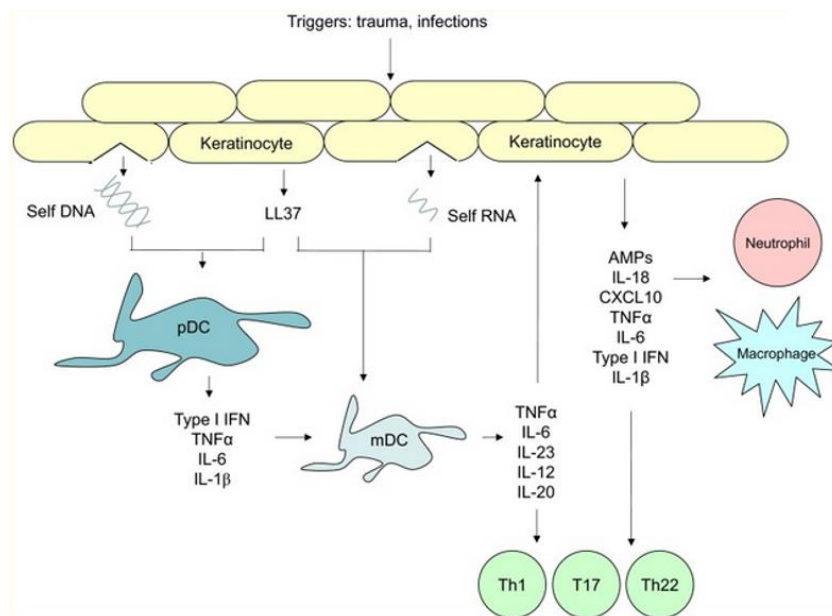 Triggers: trauma, infections
Keratinocyte
Keratinocyte
Self DNA
LL37
Self RNA
pDC
Type I IFN
TNFα
IL-6
IL-1β
mDC
TNFα
IL-6
IL-23
IL-12
IL-20
AMPs
IL-18
CXCL10
TNFα
IL-6
Type I IFN
IL-1β
Neutrophil
Macrophage
Th1
T17
Th22